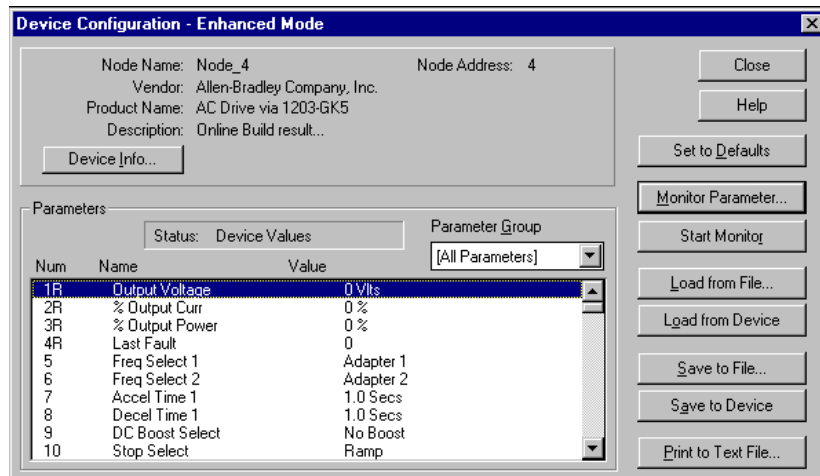 Device Configuration - Enhanced Mode
Node Name: Node_4 Node Address: 4
Vendor: Allen-Bradley Company, Inc.
Product Name: AC Drive via 1203-GK5
Description: Online Build result...
Device Info...
Close
Help
Set to Defaults
Monitor Parameter...
Start Monitor
Load from File...
Load from Device
Save to File...
Save to Device
Print to Text File...
Parameters
Status: Device Values
Parameter Group
[All Parameters]
Num Name Value
1R Output Voltage 0 Vlts
2R % Output Curr 0 %
3R % Output Power 0 %
4R Last Fault 0
5 Freq Select 1 Adapter 1
6 Freq Select 2 Adapter 2
7 Accel Time 1 1.0 Secs
8 Decel Time 1 1.0 Secs
9 DC Boost Select No Boost
10 Stop Select Ramp